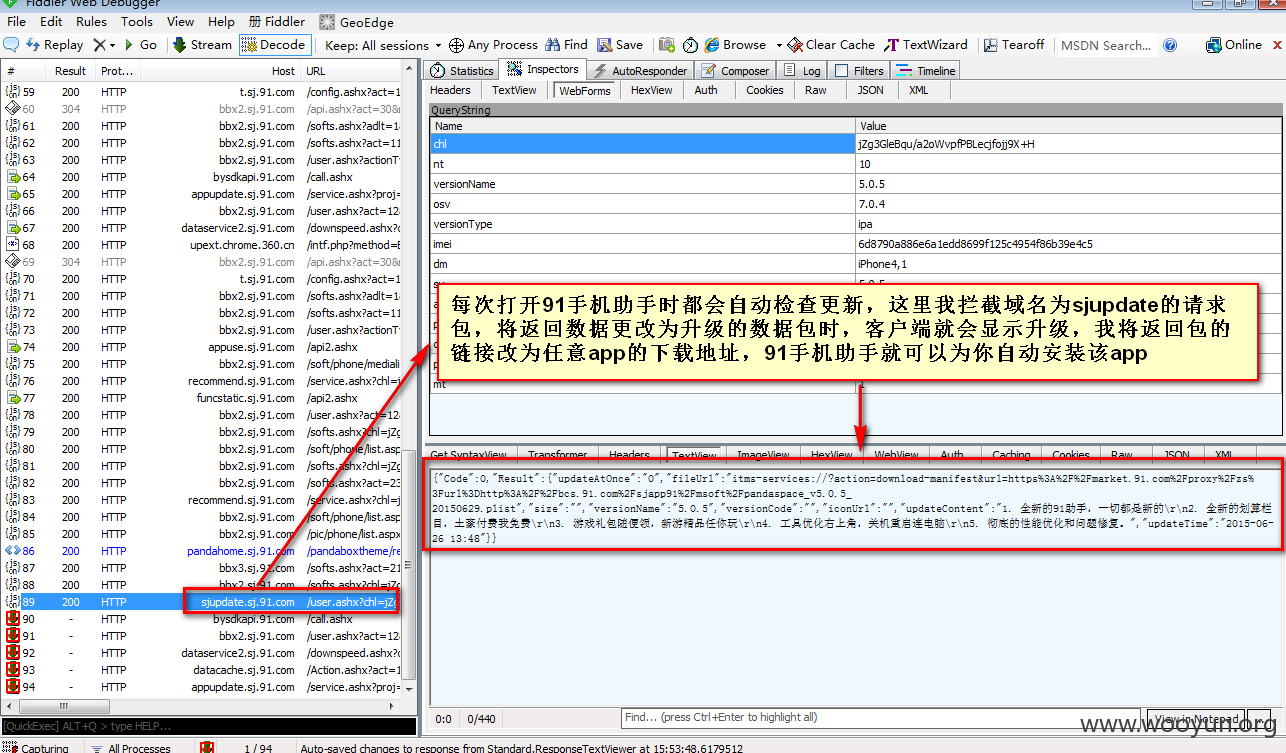 Fiddler Web Debugger
File Edit Rules Tools View Help 册 Fiddler GeoEdge
Replay Go Stream Decode Keep: All sessions Any Process Find Save Browse Clear Cache TextWizard Tearoff MSDN Search... Online
# Result Prot... Host URL
59 200 HTTP t.sj.91.com /config.ashx?act=1
60 304 HTTP bbx2.sj.91.com /api.ashx?act=30&
61 200 HTTP bbx2.sj.91.com /softs.ashx?adlt=1
62 200 HTTP bbx2.sj.91.com /softs.ashx?act=11
63 200 HTTP bbx2.sj.91.com /user.ashx?actionT
64 200 HTTP bysdkapi.91.com /call.ashx
65 200 HTTP appupdate.sj.91.com /service.ashx?proj=
66 200 HTTP bbx2.sj.91.com /user.ashx?act=12
67 200 HTTP dataservice2.sj.91.com /downspeed.ashx?
68 200 HTTP upext.chrome.360.cn /intf.php?method=E
69 304 HTTP bbx2.sj.91.com /api.ashx?act=30&
70 200 HTTP t.sj.91.com /config.ashx?act=1
71 200 HTTP bbx2.sj.91.com /softs.ashx?adlt=1
72 200 HTTP bbx2.sj.91.com /softs.ashx?act=11
73 200 HTTP bbx2.sj.91.com /user.ashx?actionT
74 200 HTTP appuse.sj.91.com /api2.ashx
75 200 HTTP bbx2.sj.91.com /soft/phone/mediali
76 200 HTTP recommend.sj.91.com /service.ashx?chl=j
77 200 HTTP funcstatic.sj.91.com /api2.ashx
78 200 HTTP bbx2.sj.91.com /user.ashx?act=12
79 200 HTTP bbx2.sj.91.com /softs.ashx?chl=jZg
80 200 HTTP bbx2.sj.91.com /soft/phone/list.asp
81 200 HTTP bbx2.sj.91.com /softs.ashx?chl=jZ
82 200 HTTP bbx2.sj.91.com /softs.ashx?act=23
83 200 HTTP recommend.sj.91.com /service.ashx?chl=j
84 200 HTTP bbx2.sj.91.com /soft/phone/list.asp
85 200 HTTP bbx2.sj.91.com /pic/phone/list.aspx
86 200 HTTP pandahome.sj.91.com /pandaboxtheme/re
87 200 HTTP bbx3.sj.91.com /softs.ashx?act=21
88 200 HTTP bbx2.sj.91.com /softs.ashx?chl=jZ
89 200 HTTP sjupdate.sj.91.com /user.ashx?chl=jZg
90 - HTTP bysdkapi.91.com /call.ashx
91 - HTTP bbx2.sj.91.com /user.ashx?act=12
92 - HTTP dataservice2.sj.91.com /downspeed.ashx?
93 - HTTP datacache.sj.91.com /Action.ashx?act=1
94 - HTTP appupdate.sj.91.com /service.ashx?proj=
[QuickExec] ALT+Q > type HELP...
Capturing All Processes 1 / 94 Auto-saved changes to response from Standard.ResponseTextViewer at 15:53:48.6179512
Statistics Inspectors AutoResponder Composer Log Filters Timeline
Headers TextView WebForms HexView Auth Cookies Raw JSON XML
QueryString
Name Value
chl jZg3GleBqu/a2oWvpfPBLecjfojj9X+H
nt 10
versionName 5.0.5
osv 7.0.4
versionType ipa
imei 6d8790a886e6a1edd8699f125c4954f86b39e4c5
dm iPhone4,1
mt 1
每次打开91手机助手时都会自动检查更新，这里我拦截域名为sjupdate的请求
包，将返回数据更改为升级的数据包时，客户端就会显示升级，我将返回包的
链接改为任意app的下载地址，91手机助手就可以为你自动安装该app
Get SyntaxView Transformer Headers TextView ImageView HexView WebView Auth Caching Cookies Raw JSON XML
{"Code":0,"Result":{"updateAtOnce":"0","fileUrl":"itms-services://?action=download-manifest&url=https%3A%2F%2Fmarket.91.com%2Fproxy%2Fzs%
3Furl%3Dhttp%3A%2F%2Fbcs.91.com%2Fsjapp91%2Fmsoft%2Fpandaspace_v5.0.5_
20150629.plist","size":"","versionName":"5.0.5","versionCode":"","iconUrl":"","updateContent":"1. 全新的91助手，一切都是新的\r\n2. 全新的划算栏
目，土豪付费我免费\r\n3. 游戏礼包随便领，新游精品任你玩\r\n4. 工具优化右上角，关机重启连电脑\r\n5. 彻底的性能优化和问题修复。","updateTime":"2015-06-
26 13:48"}}
0:0 0/440 Find... (press Ctrl+Enter to highlight all) View in Notepad ...
www.wooyun.org